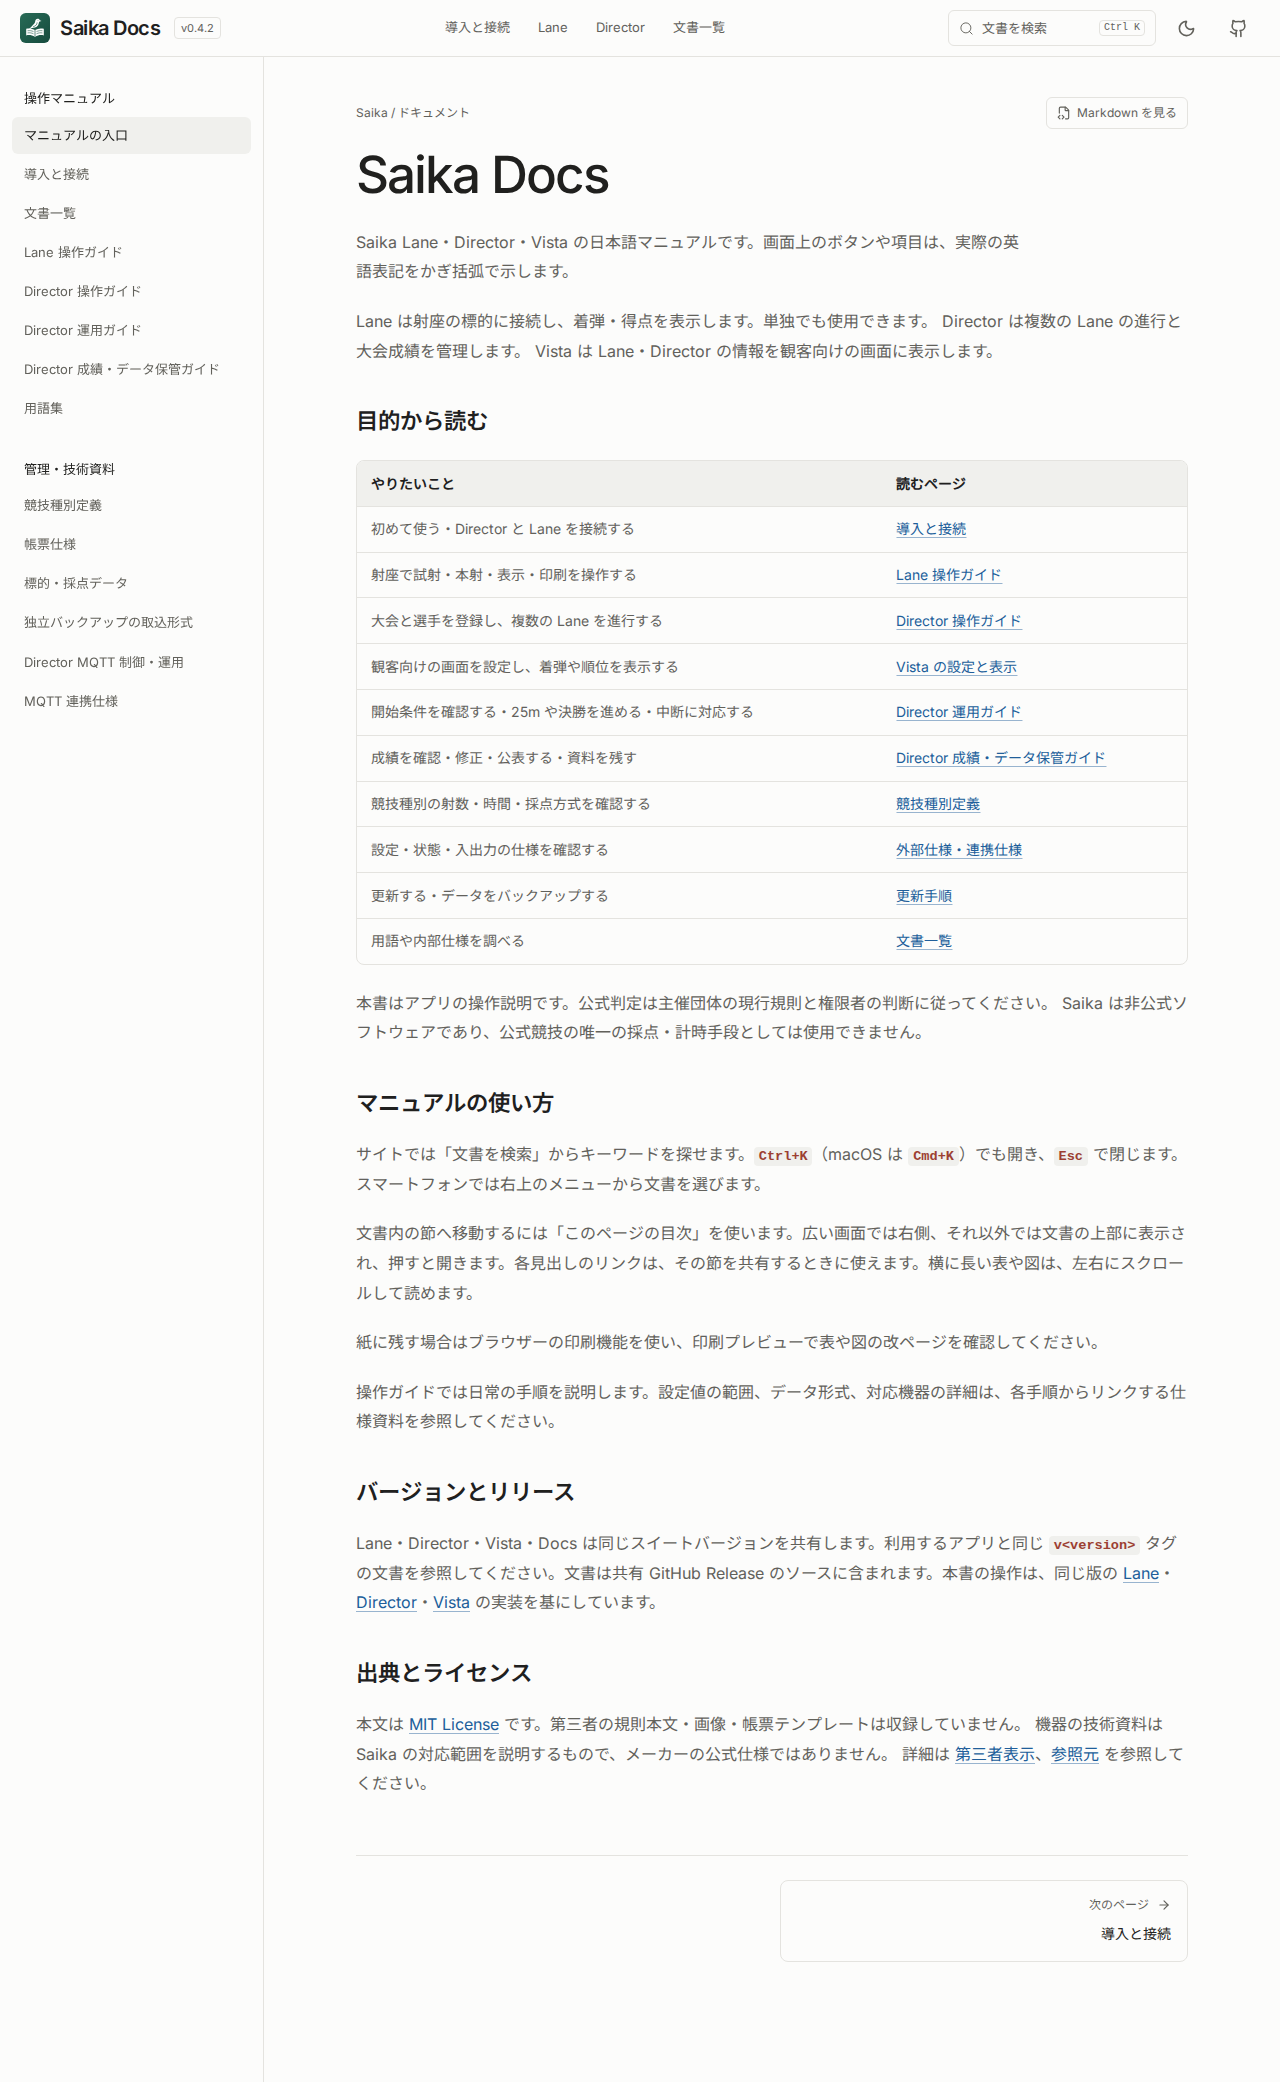 Saika Docs v0.4.2 導入と接続 Lane Director 文書一覧 文書を検索 Ctrl K
操作マニュアル
マニュアルの入口
導入と接続
文書一覧
Lane 操作ガイド
Director 操作ガイド
Director 運用ガイド
Director 成績・データ保管ガイド
用語集
管理・技術資料
競技種別定義
帳票仕様
標的・採点データ
独立バックアップの取込形式
Director MQTT 制御・運用
MQTT 連携仕様
Saika / ドキュメント
Markdown を見る
Saika Docs
Saika Lane・Director・Vista の日本語マニュアルです。画面上のボタンや項目は、実際の英
語表記をかぎ括弧で示します。
Lane は射座の標的に接続し、着弾・得点を表示します。単独でも使用できます。 Director は複数の Lane の進行と
大会成績を管理します。 Vista は Lane・Director の情報を観客向けの画面に表示します。
目的から読む
やりたいこと 読むページ
初めて使う・Director と Lane を接続する 導入と接続
射座で試射・本射・表示・印刷を操作する Lane 操作ガイド
大会と選手を登録し、複数の Lane を進行する Director 操作ガイド
観客向けの画面を設定し、着弾や順位を表示する Vista の設定と表示
開始条件を確認する・25m や決勝を進める・中断に対応する Director 運用ガイド
成績を確認・修正・公表する・資料を残す Director 成績・データ保管ガイド
競技種別の射数・時間・採点方式を確認する 競技種別定義
設定・状態・入出力の仕様を確認する 外部仕様・連携仕様
更新する・データをバックアップする 更新手順
用語や内部仕様を調べる 文書一覧
本書はアプリの操作説明です。公式判定は主催団体の現行規則と権限者の判断に従ってください。 Saika は非公式ソ
フトウェアであり、公式競技の唯一の採点・計時手段としては使用できません。
マニュアルの使い方
サイトでは「文書を検索」からキーワードを探せます。Ctrl+K（macOS は Cmd+K）でも開き、Esc で閉じます。
スマートフォンでは右上のメニューから文書を選びます。
文書内の節へ移動するには「このページの目次」を使います。広い画面では右側、それ以外では文書の上部に表示さ
れ、押すと開きます。各見出しのリンクは、その節を共有するときに使えます。横に長い表や図は、左右にスクロー
ルして読めます。
紙に残す場合はブラウザーの印刷機能を使い、印刷プレビューで表や図の改ページを確認してください。
操作ガイドでは日常の手順を説明します。設定値の範囲、データ形式、対応機器の詳細は、各手順からリンクする仕
様資料を参照してください。
バージョンとリリース
Lane・Director・Vista・Docs は同じスイートバージョンを共有します。利用するアプリと同じ v<version> タグ
の文書を参照してください。文書は共有 GitHub Release のソースに含まれます。本書の操作は、同じ版の Lane・
Director・Vista の実装を基にしています。
出典とライセンス
本文は MIT License です。第三者の規則本文・画像・帳票テンプレートは収録していません。 機器の技術資料は
Saika の対応範囲を説明するもので、メーカーの公式仕様ではありません。 詳細は 第三者表示、参照元 を参照して
ください。
次のページ
導入と接続